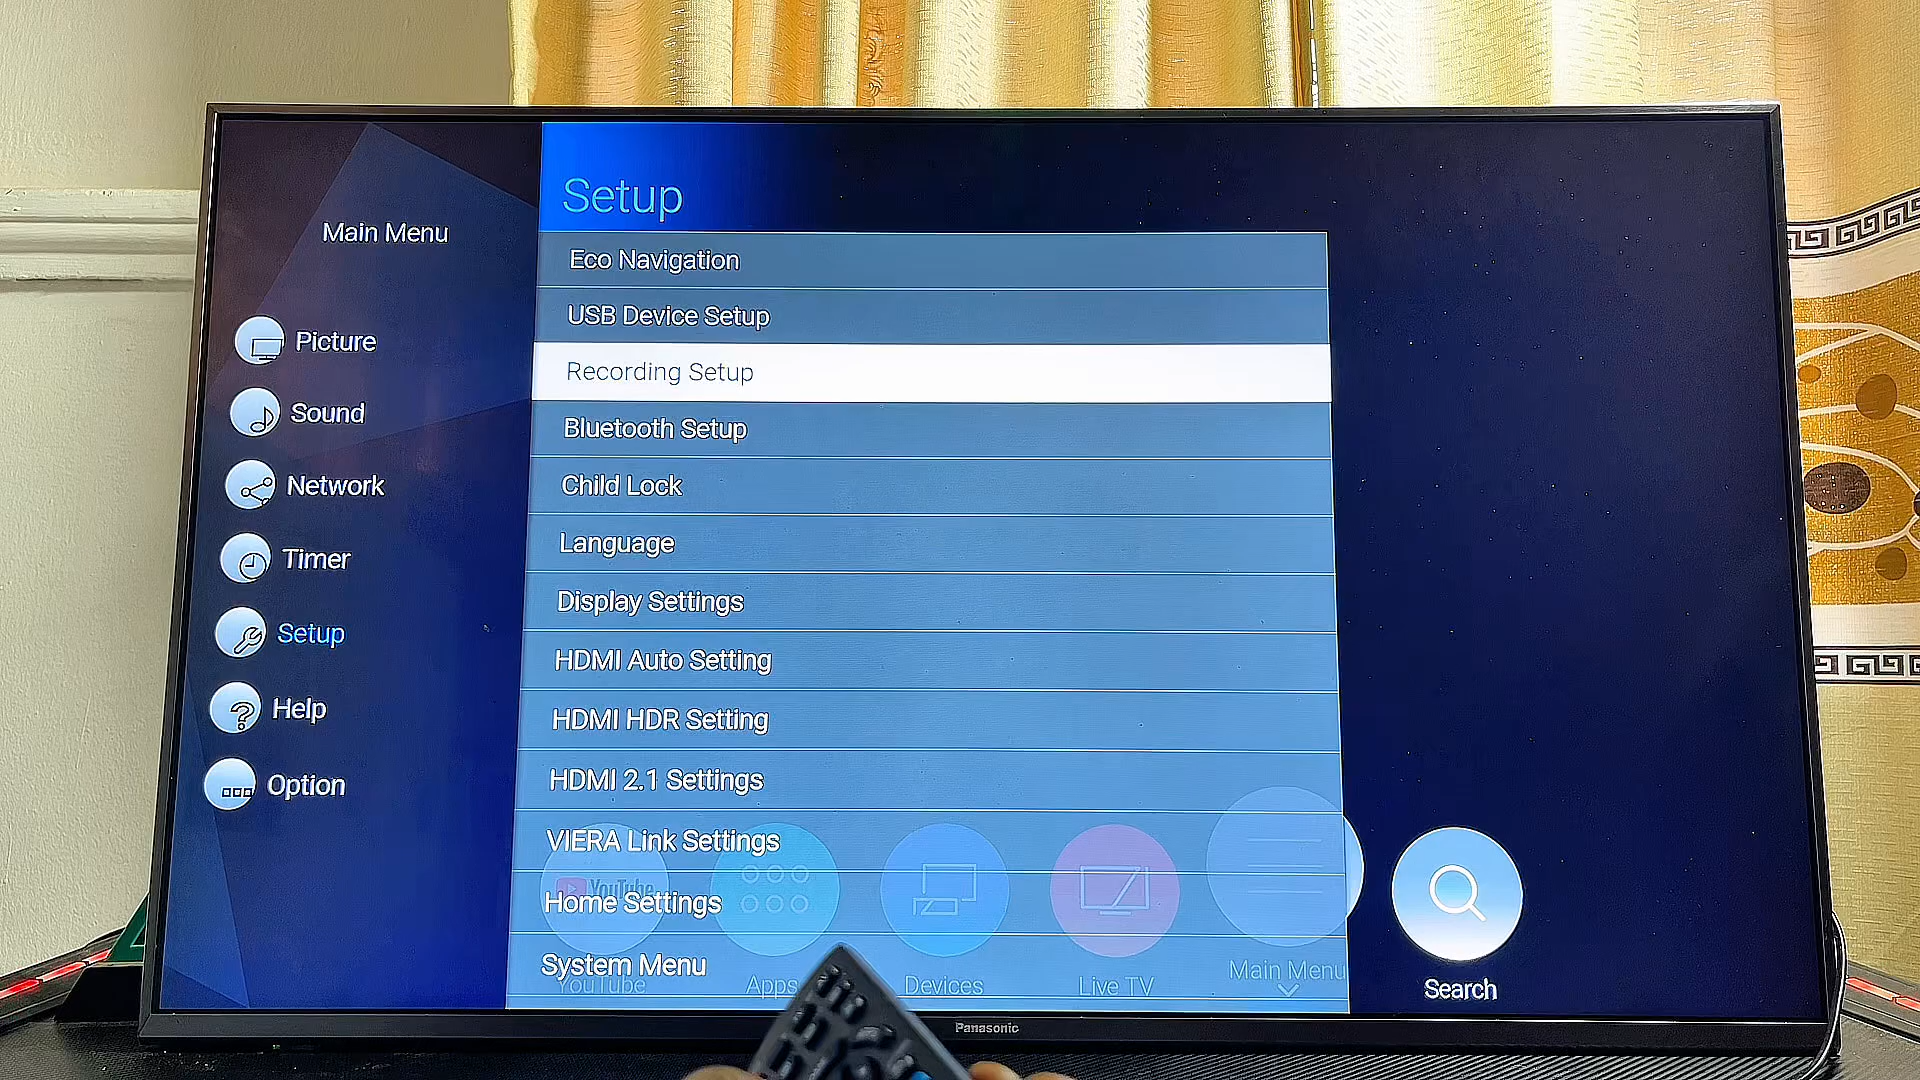 Main Menu
Picture
Sound
Network
Timer
Setup
Help
Option
Setup
Eco Navigation
USB Device Setup
Recording Setup
Bluetooth Setup
Child Lock
Language
Display Settings
HDMI Auto Setting
HDMI HDR Setting
HDMI 2.1 Settings
VIERA Link Settings
YouTube
Home Settings
System Menu
YouTube
Apps
Devices
Live TV
Main Menu
Search
Panasonic